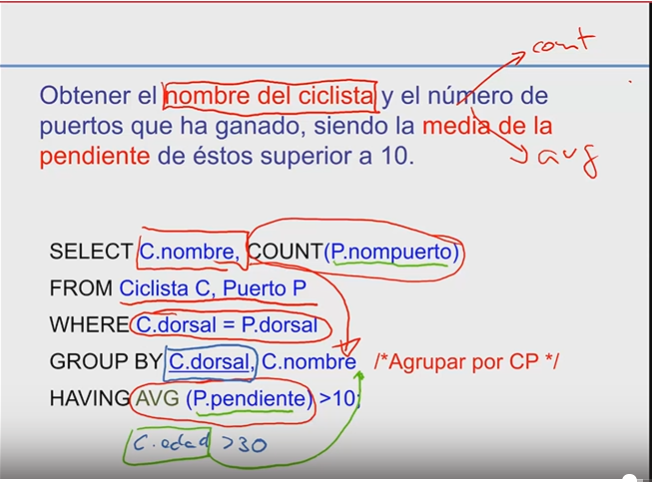 cont
Obtener el nombre del ciclista y el número de
puertos que ha ganado, siendo la media de la
pendiente de éstos superior a 10.
avg
SELECT C.nombre, COUNT(P.nompuerto)
FROM Ciclista C, Puerto P
WHERE C.dorsal = P.dorsal
GROUP BY C.dorsal, C.nombre /*Agrupar por CP */
HAVING AVG (P.pendiente) >10;
C.edad >30